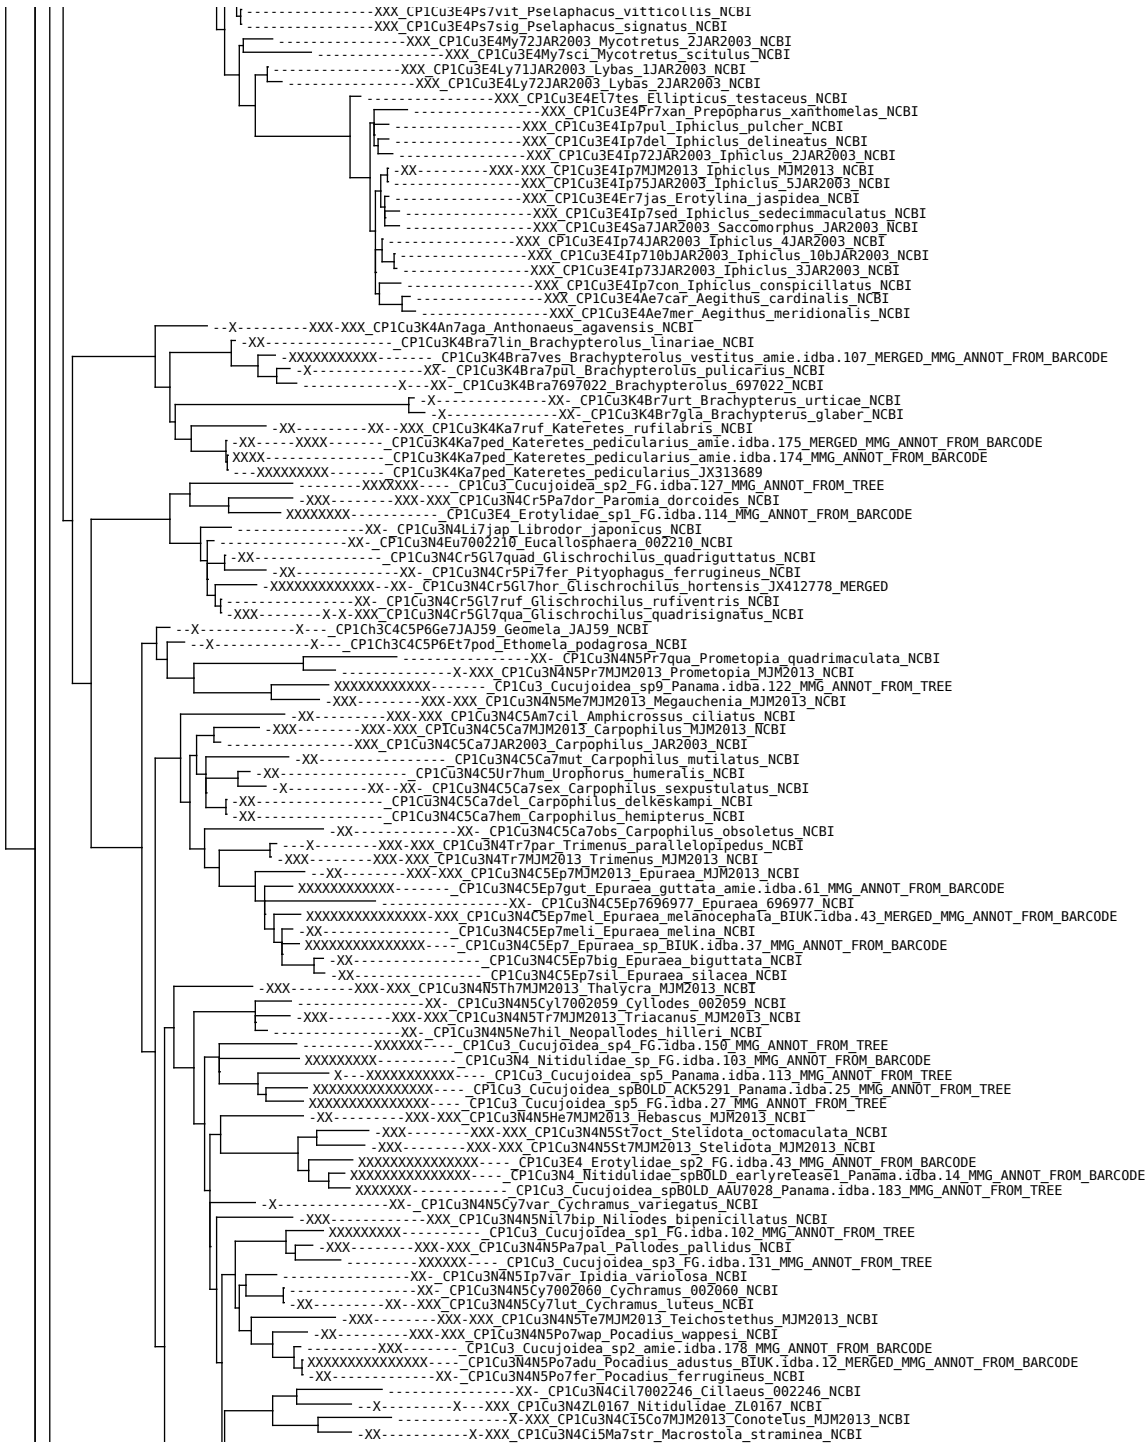 ----------------XXX_CP1Cu3E4Ps7vit_Pselaphacus_vitticollis_NCBI
----------------XXX_CP1Cu3E4Ps7sig_Pselaphacus_signatus_NCBI
----------------XXX_CP1Cu3E4My72JAR2003_Mycotretus_2JAR2003_NCBI
----------------XXX_CP1Cu3E4My7sci_Mycotretus_scitulus_NCBI
----------------XXX_CP1Cu3E4Ly71JAR2003_Lybas_1JAR2003_NCBI
----------------XXX_CP1Cu3E4Ly72JAR2003_Lybas_2JAR2003_NCBI
----------------XXX_CP1Cu3E4El7tes_Ellipticus_testaceus_NCBI
----------------XXX_CP1Cu3E4Pr7xan_Prepopharus_xanthomelas_NCBI
----------------XXX_CP1Cu3E4Ip7pul_Iphiclus_pulcher_NCBI
----------------XXX_CP1Cu3E4Ip7del_Iphiclus_delineatus_NCBI
----------------XXX_CP1Cu3E4Ip72JAR2003_Iphiclus_2JAR2003_NCBI
-XX---------XXX-XXX_CP1Cu3E4Ip7MJM2013_Iphiclus_MJM2013_NCBI
----------------XXX_CP1Cu3E4Ip75JAR2003_Iphiclus_5JAR2003_NCBI
----------------XXX_CP1Cu3E4Er7jas_Erotylina_jaspidea_NCBI
----------------XXX_CP1Cu3E4Ip7sed_Iphiclus_sedecimmaculatus_NCBI
----------------XXX_CP1Cu3E4Sa7JAR2003_Saccomorphus_JAR2003_NCBI
----------------XXX_CP1Cu3E4Ip74JAR2003_Iphiclus_4JAR2003_NCBI
----------------XXX_CP1Cu3E4Ip710bJAR2003_Iphiclus_10bJAR2003_NCBI
----------------XXX_CP1Cu3E4Ip73JAR2003_Iphiclus_3JAR2003_NCBI
----------------XXX_CP1Cu3E4Ip7con_Iphiclus_conspicillatus_NCBI
----------------XXX_CP1Cu3E4Ae7car_Aegithus_cardinalis_NCBI
----------------XXX_CP1Cu3E4Ae7mer_Aegithus_meridionalis_NCBI
--X---------XXX-XXX_CP1Cu3K4An7aga_Anthonaeus_agavensis_NCBI
-XX----------------_CP1Cu3K4Bra7lin_Brachypterolus_linariae_NCBI
-XXXXXXXXXXX-------_CP1Cu3K4Bra7ves_Brachypterolus_vestitus_amie.idba.107_MERGED_MMG_ANNOT_FROM_BARCODE
-X--------------XX-_CP1Cu3K4Bra7pul_Brachypterolus_pulicarius_NCBI
-------------X---XX-_CP1Cu3K4Bra7697022_Brachypterolus_697022_NCBI
-X--------------XX-_CP1Cu3K4Br7urt_Brachypterus_urticae_NCBI
-X--------------XX-_CP1Cu3K4Br7gla_Brachypterus_glaber_NCBI
-XX---------XX--XXX_CP1Cu3K4Ka7ruf_Kateretes_rufilabris_NCBI
-XX-----XXXX-------_CP1Cu3K4Ka7ped_Kateretes_pedicularius_amie.idba.175_MERGED_MMG_ANNOT_FROM_BARCODE
XXXX---------------_CP1Cu3K4Ka7ped_Kateretes_pedicularius_amie.idba.174_MMG_ANNOT_FROM_BARCODE
---XXXXXXXXX-------_CP1Cu3K4Ka7ped_Kateretes_pedicularius_JX313689
---------XXXXXXX----_CP1Cu3_Cucujoidea_sp2_FG.idba.127_MMG_ANNOT_FROM_TREE
-XXX--------XXX-XXX_CP1Cu3N4Cr5Pa7dor_Paromia_dorcoides_NCBI
XXXXXXXX-----------_CP1Cu3E4_Erotylidae_sp1_FG.idba.114_MMG_ANNOT_FROM_BARCODE
----------------XX-_CP1Cu3N4Li7jap_Librodor_japonicus_NCBI
----------------XX-_CP1Cu3N4Eu7002210_Eucallosphaera_002210_NCBI
-XX----------------_CP1Cu3N4Cr5Gl7quad_Glischrochilus_quadriguttatus_NCBI
-XX-------------XX-_CP1Cu3N4Cr5Pi7fer_Pityophagus_ferrugineus_NCBI
-XXXXXXXXXXXXX--XX-_CP1Cu3N4Cr5Gl7hor_Glischrochilus_hortensis_JX412778_MERGED
----------------XX-_CP1Cu3N4Cr5Gl7ruf_Glischrochilus_rufiventris_NCBI
-XXX--------X-X-XXX_CP1Cu3N4Cr5Gl7qua_Glischrochilus_quadrisignatus_NCBI
--X------------X---_CP1Ch3C4C5P6Ge7JAJ59_Geomela_JAJ59_NCBI
--X------------X---_CP1Ch3C4C5P6Et7pod_Ethomela_podagrosa_NCBI
----------------XX-_CP1Cu3N4N5Pr7qua_Prometopia_quadrimaculata_NCBI
--------------X-XXX_CP1Cu3N4N5Pr7MJM2013_Prometopia_MJM2013_NCBI
XXXXXXXXXXXX-------_CP1Cu3_Cucujoidea_sp9_Panama.idba.122_MMG_ANNOT_FROM_TREE
-XXX--------XXX-XXX_CP1Cu3N4N5Me7MJM2013_Megauchenia_MJM2013_NCBI
-XX---------XXX-XXX_CP1Cu3N4C5Am7cil_Amphicrossus_ciliatus_NCBI
-XXX--------XXX-XXX_CP1Cu3N4C5Ca7MJM2013_Carpophilus_MJM2013_NCBI
----------------XXX_CP1Cu3N4C5Ca7JAR2003_Carpophilus_JAR2003_NCBI
-XX----------------_CP1Cu3N4C5Ca7mut_Carpophilus_mutilatus_NCBI
-XX----------------_CP1Cu3N4C5Ur7hum_Urophorus_humeralis_NCBI
-X----------XX--XX-_CP1Cu3N4C5Ca7sex_Carpophilus_sexpustulatus_NCBI
-XX----------------_CP1Cu3N4C5Ca7del_Carpophilus_delkeskampi_NCBI
-XX----------------_CP1Cu3N4C5Ca7hem_Carpophilus_hemipterus_NCBI
-XX-------------XX-_CP1Cu3N4C5Ca7obs_Carpophilus_obsoletus_NCBI
---X--------XXX-XXX_CP1Cu3N4Tr7par_Trimenus_parallelopipedus_NCBI
-XXX--------XXX-XXX_CP1Cu3N4Tr7MJM2013_Trimenus_MJM2013_NCBI
--XX--------XXX-XXX_CP1Cu3N4C5Ep7MJM2013_Epuraea_MJM2013_NCBI
XXXXXXXXXXXX-------_CP1Cu3N4C5Ep7gut_Epuraea_guttata_amie.idba.61_MMG_ANNOT_FROM_BARCODE
----------------XX-_CP1Cu3N4C5Ep7696977_Epuraea_696977_NCBI
XXXXXXXXXXXXXXX-XXX_CP1Cu3N4C5Ep7mel_Epuraea_melanocephala_BIUK.idba.43_MERGED_MMG_ANNOT_FROM_BARCODE
-XX----------------_CP1Cu3N4C5Ep7meli_Epuraea_melina_NCBI
XXXXXXXXXXXXXXX----_CP1Cu3N4C5Ep7_Epuraea_sp_BIUK.idba.37_MMG_ANNOT_FROM_BARCODE
-XX----------------_CP1Cu3N4C5Ep7big_Epuraea_biguttata_NCBI
-XX----------------_CP1Cu3N4C5Ep7sil_Epuraea_silacea_NCBI
-XXX--------XXX-XXX_CP1Cu3N4N5Th7MJM2013_Thalycra_MJM2013_NCBI
----------------XX-_CP1Cu3N4N5Cyl7002059_Cyllodes_002059_NCBI
-XXX--------XXX-XXX_CP1Cu3N4N5Tr7MJM2013_Triacanus_MJM2013_NCBI
----------------XX-_CP1Cu3N4N5Ne7hil_Neopallodes_hilleri_NCBI
---------XXXXXX----_CP1Cu3_Cucujoidea_sp4_FG.idba.150_MMG_ANNOT_FROM_TREE
XXXXXXXXX----------_CP1Cu3N4_Nitidulidae_sp_FG.idba.103_MMG_ANNOT_FROM_BARCODE
X---XXXXXXXXXXX----_CP1Cu3_Cucujoidea_sp5_Panama.idba.113_MMG_ANNOT_FROM_TREE
XXXXXXXXXXXXXXX----_CP1Cu3_Cucujoidea_spBOLD_ACK5291_Panama.idba.25_MMG_ANNOT_FROM_TREE
XXXXXXXXXXXXXXX----_CP1Cu3_Cucujoidea_sp5_FG.idba.27_MMG_ANNOT_FROM_TREE
-XX---------XXX-XXX_CP1Cu3N4N5He7MJM2013_Hebascus_MJM2013_NCBI
-XXX--------XXX-XXX_CP1Cu3N4N5St7oct_Stelidota_octomaculata_NCBI
-XXX--------XXX-XXX_CP1Cu3N4N5St7MJM2013_Stelidota_MJM2013_NCBI
XXXXXXXXXXXXXXX----_CP1Cu3E4_Erotylidae_sp2_FG.idba.43_MMG_ANNOT_FROM_BARCODE
XXXXXXXXXXXXXXX----_CP1Cu3N4_Nitidulidae_spBOLD_earlyrelease1_Panama.idba.14_MMG_ANNOT_FROM_BARCODE
XXXXXXX------------_CP1Cu3_Cucujoidea_spBOLD_AAU7028_Panama.idba.183_MMG_ANNOT_FROM_TREE
-X--------------XX-_CP1Cu3N4N5Cy7var_Cychramus_variegatus_NCBI
-XXX------------XXX_CP1Cu3N4N5Nil7bip_Niliodes_bipenicillatus_NCBI
XXXXXXXXX----------_CP1Cu3_Cucujoidea_sp1_FG.idba.102_MMG_ANNOT_FROM_TREE
-XXX--------XXX-XXX_CP1Cu3N4N5Pa7pal_Pallodes_pallidus_NCBI
---------XXXXXX----_CP1Cu3_Cucujoidea_sp3_FG.idba.131_MMG_ANNOT_FROM_TREE
----------------XX-_CP1Cu3N4N5Ip7var_Ipidia_variolosa_NCBI
----------------XX-_CP1Cu3N4N5Cy7002060_Cychramus_002060_NCBI
-XX---------XX--XXX_CP1Cu3N4N5Cy7lut_Cychramus_luteus_NCBI
-XXX--------XXX-XXX_CP1Cu3N4N5Te7MJM2013_Teichostethus_MJM2013_NCBI
-XX---------XXX-XXX_CP1Cu3N4N5Po7wap_Pocadius_wappesi_NCBI
---------XXX-------_CP1Cu3_Cucujoidea_sp2_amie.idba.178_MMG_ANNOT_FROM_BARCODE
XXXXXXXXXXXXXXX----_CP1Cu3N4N5Po7adu_Pocadius_adustus_BIUK.idba.12_MERGED_MMG_ANNOT_FROM_BARCODE
-XX-------------XX-_CP1Cu3N4N5Po7fer_Pocadius_ferrugineus_NCBI
----------------XX-_CP1Cu3N4Cil7002246_Cillaeus_002246_NCBI
--X---------X---XXX_CP1Cu3N4ZL0167_Nitidulidae_ZL0167_NCBI
--------------X-XXX_CP1Cu3N4Ci5Co7MJM2013_Conotelus_MJM2013_NCBI
-XX-----------X-XXX_CP1Cu3N4Ci5Ma7str_Macrostola_straminea_NCBI